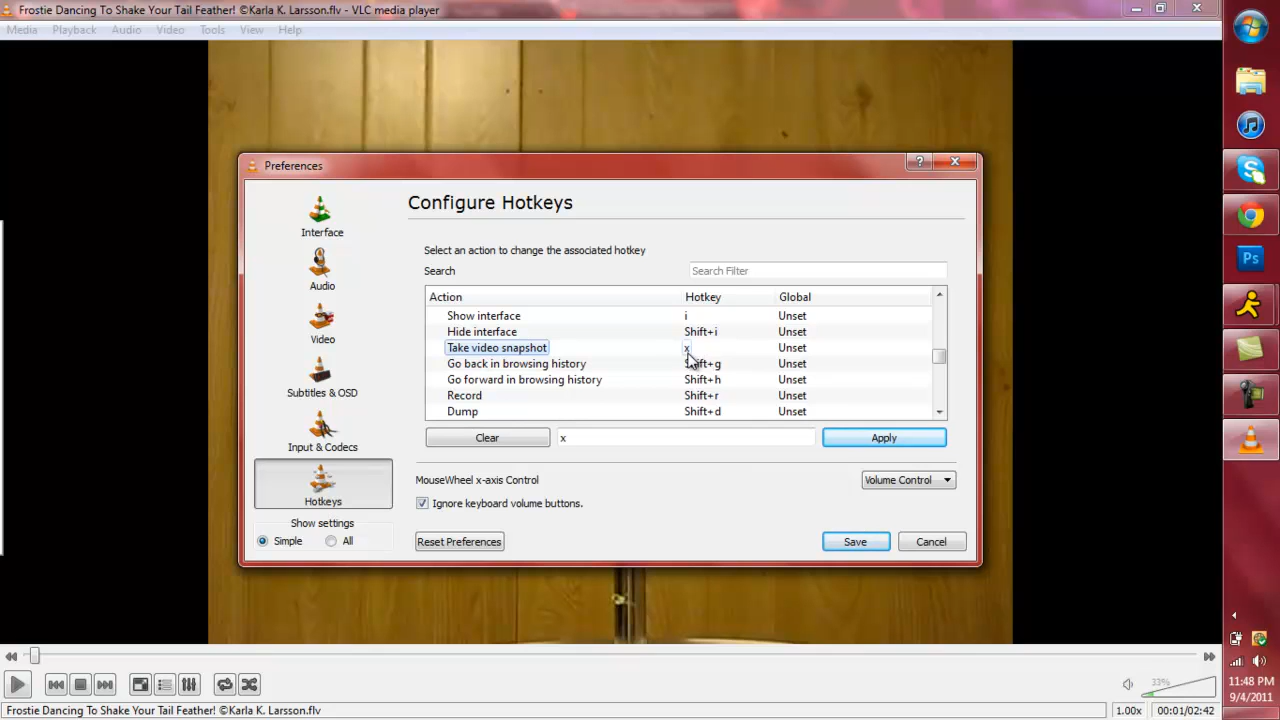 Frostie Dancing To Shake Your Tail Feather! ©Karla K. Larsson.flv - VLC media player
Media Playback Audio Video Tools View Help
Preferences
?
Interface
Audio
Video
Subtitles & OSD
Input & Codecs
Hotkeys
Show settings
Simple All
Configure Hotkeys
Select an action to change the associated hotkey
Search Search Filter
Action Hotkey Global
Show interface i Unset
Hide interface Shift+i Unset
Take video snapshot x Unset
Go back in browsing history Shift+g Unset
Go forward in browsing history Shift+h Unset
Record Shift+r Unset
Dump Shift+d Unset
Clear x Apply
MouseWheel x-axis Control Volume Control
Ignore keyboard volume buttons.
Reset Preferences Save Cancel
Ps
33%
Frostie Dancing To Shake Your Tail Feather! ©Karla K. Larsson.flv 1.00x 00:01/02:42
11:48 PM
9/4/2011